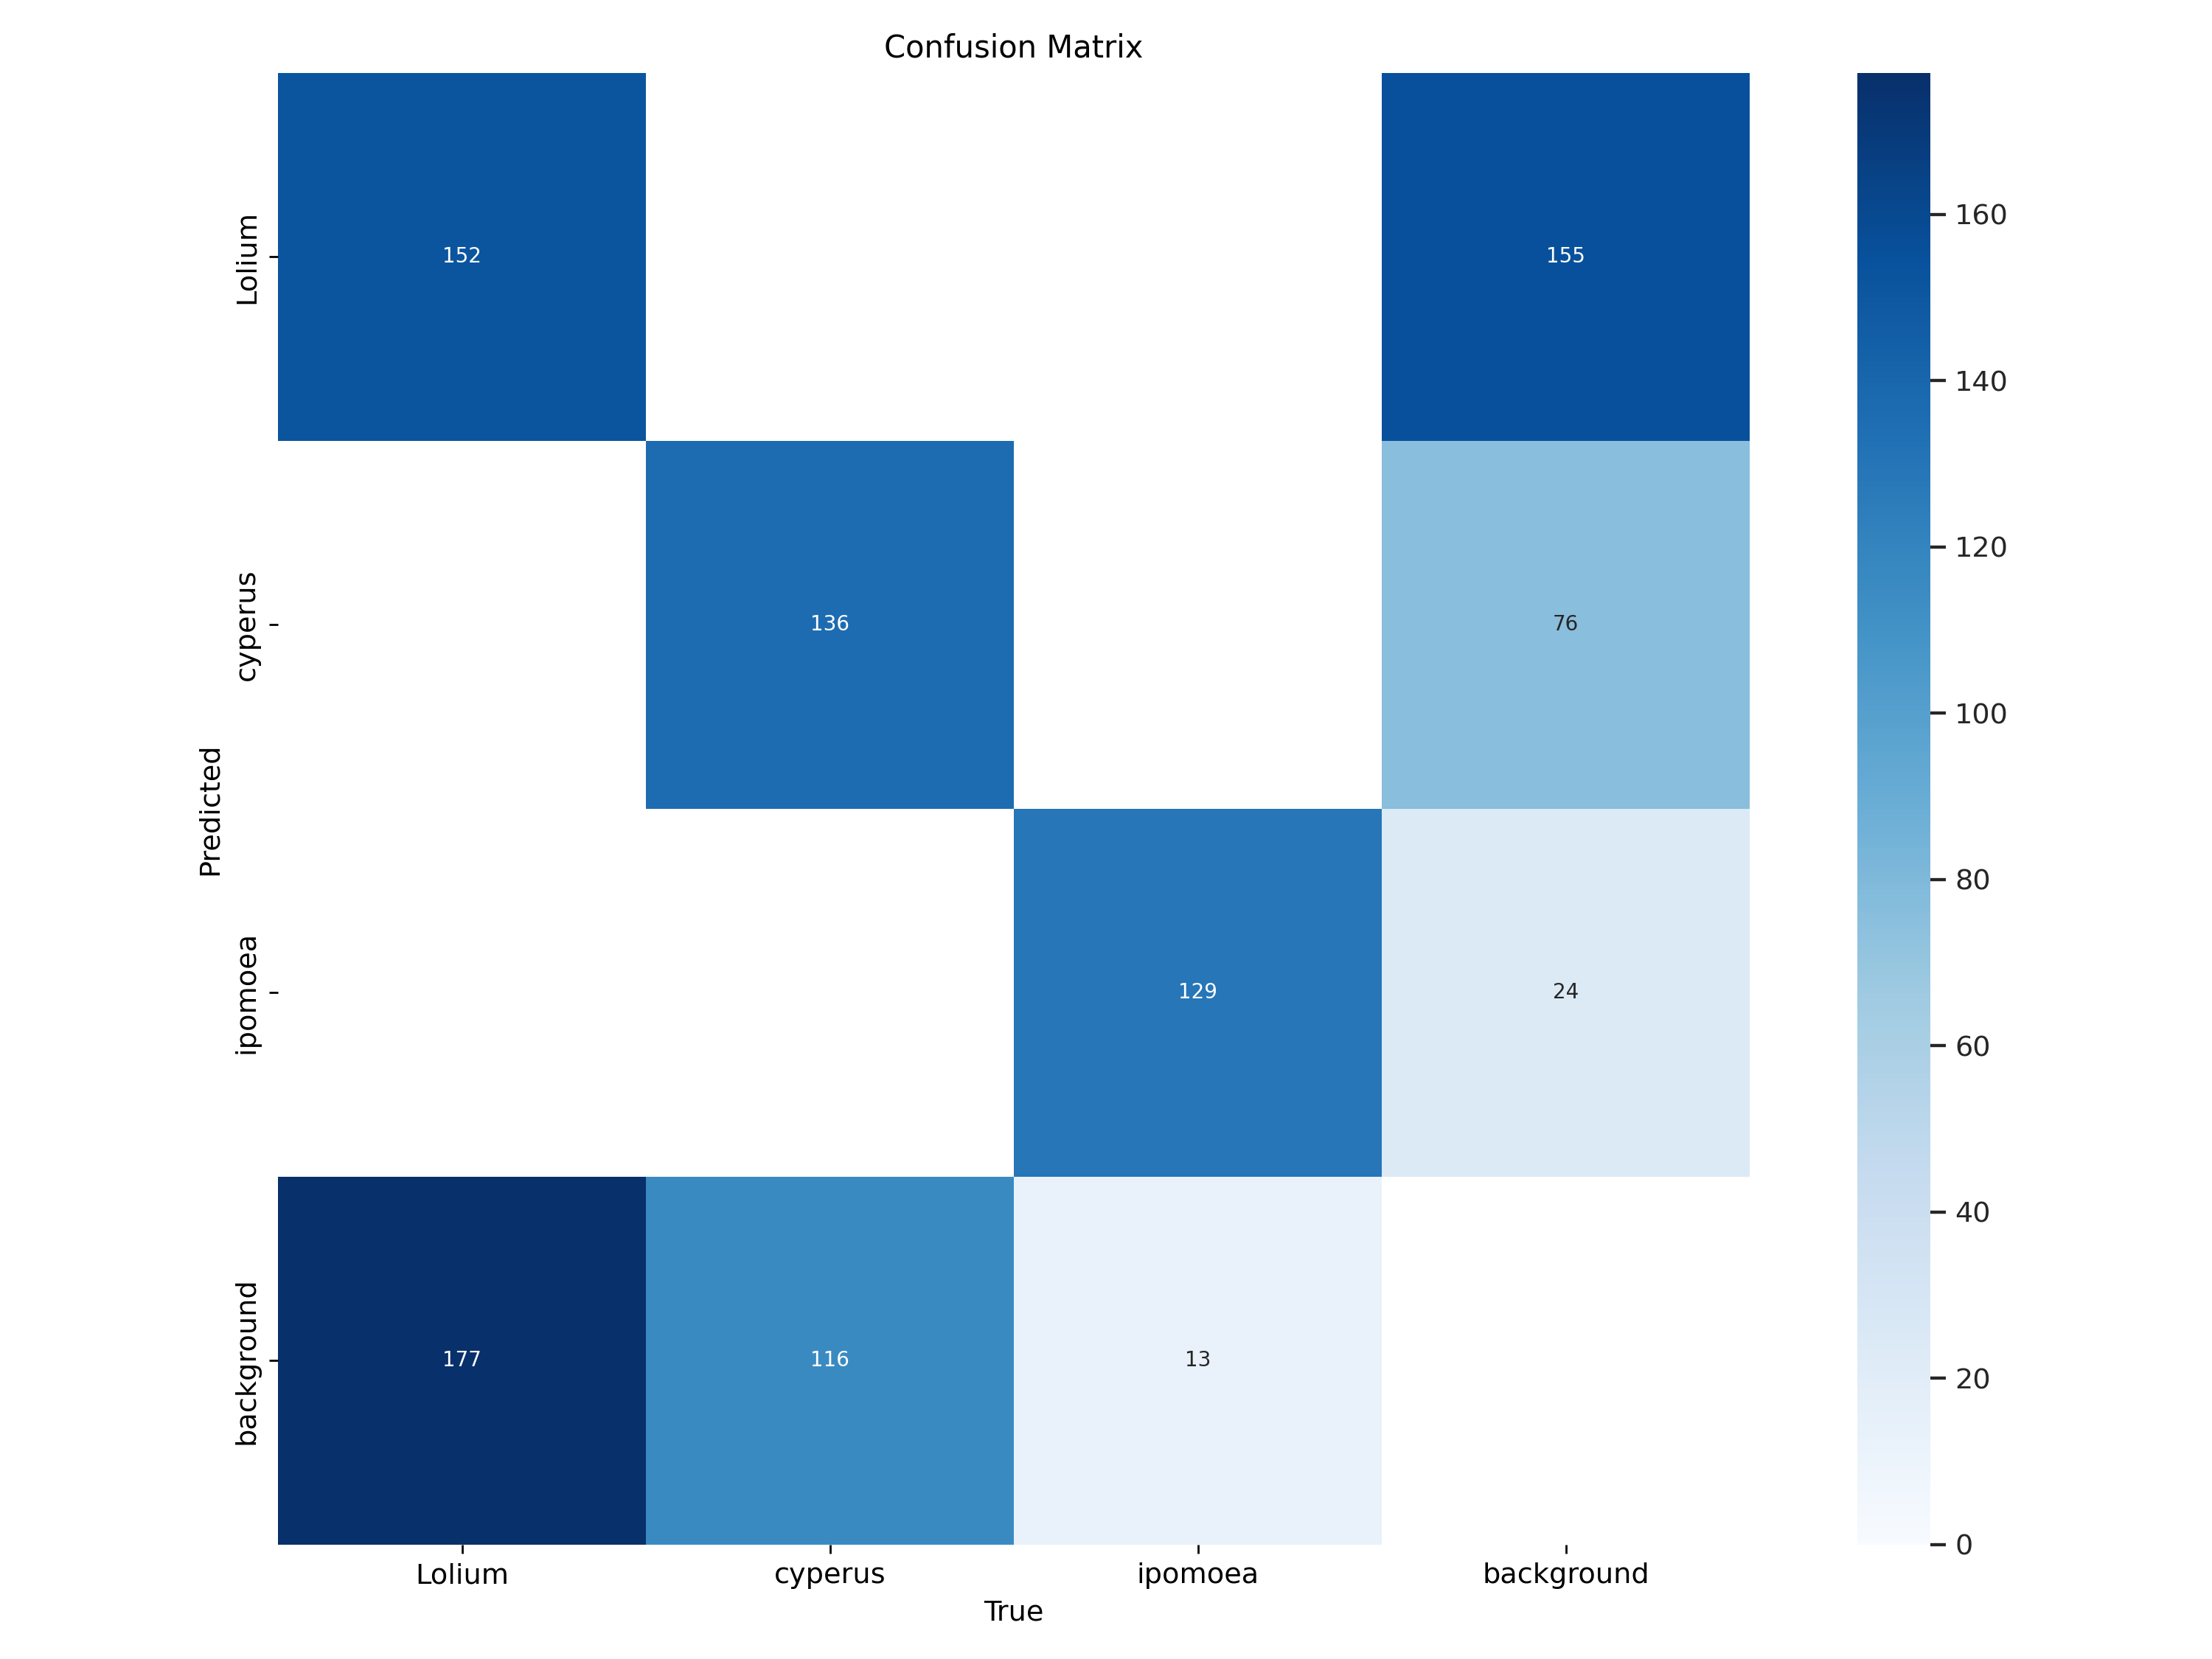 Confusion Matrix
Lolium
152
155
cyperus
136
76
ipomoea
129
24
background
177
116
13
Predicted
Lolium
cyperus
ipomoea
background
True
160
140
120
100
80
60
40
20
0